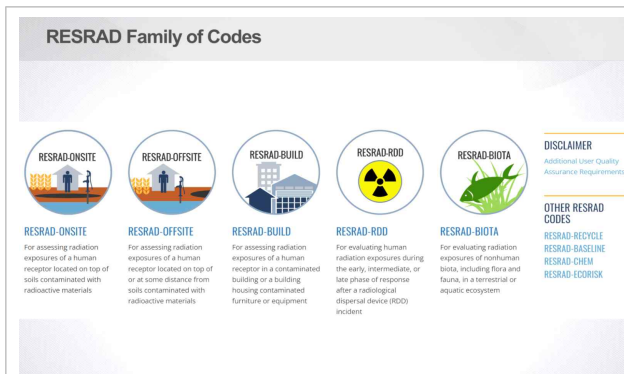 RESRAD Family of Codes
RESRAD-ONSITE
RESRAD-OFFSITE
RESRAD-BUILD
RESRAD-RDD
RESRAD-BIOTA
RESRAD-ONSITE
For assessing radiation
exposures of a human
receptor located on top of
soils contaminated with
radioactive materials
RESRAD-OFFSITE
For assessing radiation
exposures of a human
receptor located on top of
or at some distance from
soils contaminated with
radioactive materials
RESRAD-BUILD
For assessing radiation
exposures of a human
receptor in a contaminated
building or a building
housing contaminated
furniture or equipment
RESRAD-RDD
For evaluating human
radiation exposures during
the early, intermediate, or
late phase of response
after a radiological
dispersal device (RDD)
incident
RESRAD-BIOTA
For evaluating radiation
exposures of nonhuman
biota, including flora and
fauna, in a terrestrial or
aquatic ecosystem
DISCLAIMER
Additional User Quality
Assurance Requirements
OTHER RESRAD
CODES
RESRAD-RECYCLE
RESRAD-BASELINE
RESRAD-CHEM
RESRAD-ECORISK